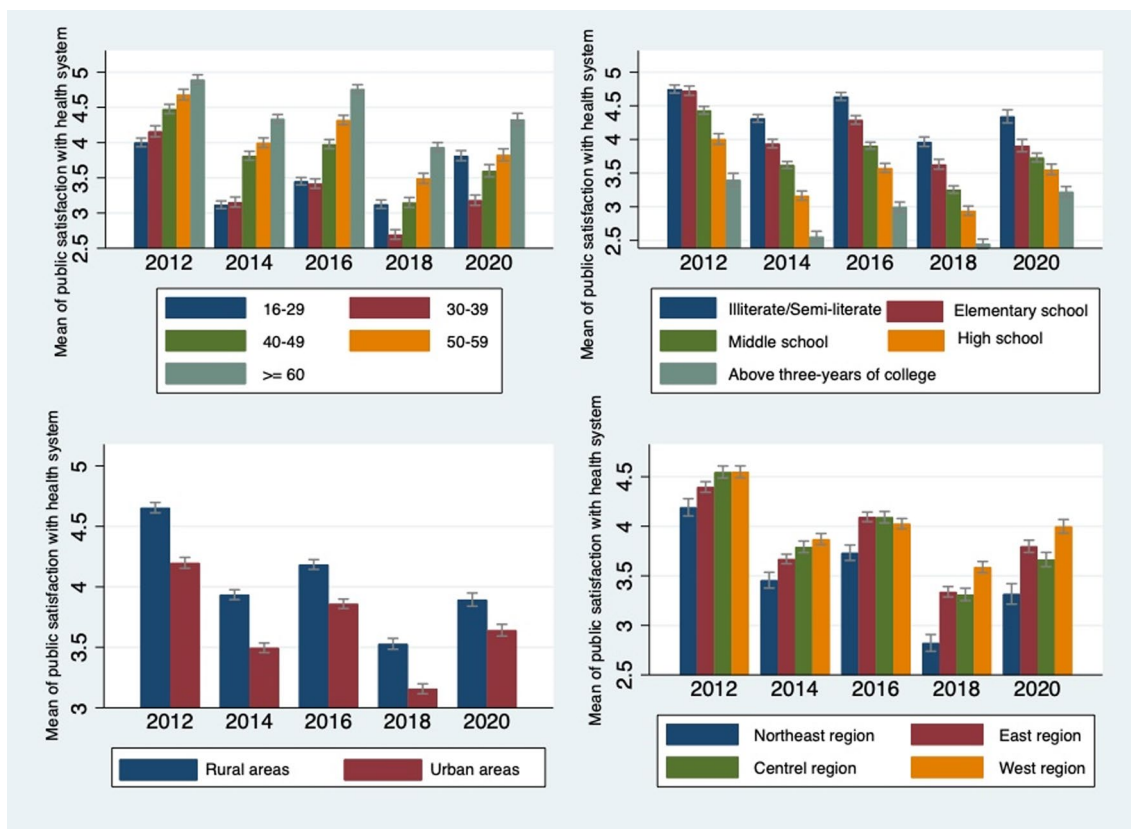 Mean of public satisfaction with health system
5
4.5
4
3.5
3
2.5
2012 2014 2016 2018 2020
16-29 30-39
40-49 50-59
>= 60
Mean of public satisfaction with health system
5
4.5
4
3.5
3
2.5
2012 2014 2016 2018 2020
Illiterate/Semi-literate Elementary school
Middle school High school
Above three-years of college
Mean of public satisfaction with health system
5
4.5
4
3.5
3
2012 2014 2016 2018 2020
Rural areas Urban areas
Mean of public satisfaction with health system
4.5
4
3.5
3
2.5
2012 2014 2016 2018 2020
Northeast region East region
Centrel region West region